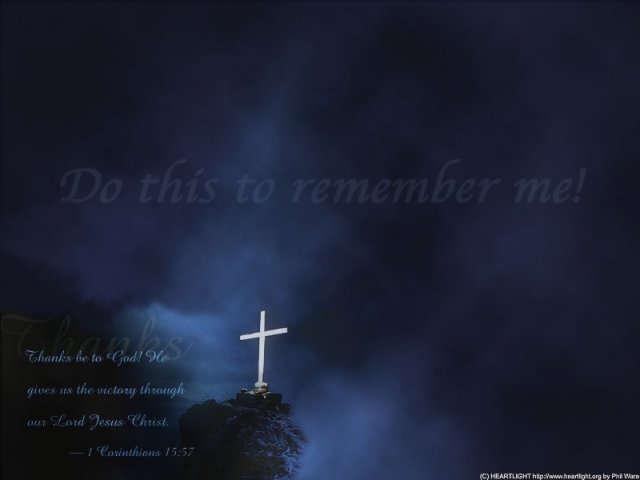 Do this to remember me!
Thanks
Thanks be to God! He
gives us the victory through
our Lord Jesus Christ.
— 1 Corinthians 15:57
(C) HEARTLIGHT http://www.heartlight.org by Phil Ware